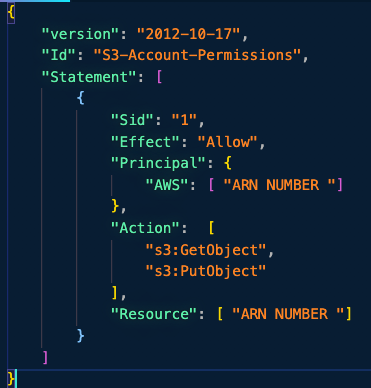 {
    "version": "2012-10-17",
    "Id": "S3-Account-Permissions",
    "Statement": [
        {
            "Sid": "1",
            "Effect": "Allow",
            "Principal": {
                "AWS": [ "ARN NUMBER "]
            },
            "Action":  [
                "s3:GetObject",
                "s3:PutObject"
            ],
            "Resource": [ "ARN NUMBER "]
        }
    ]
}